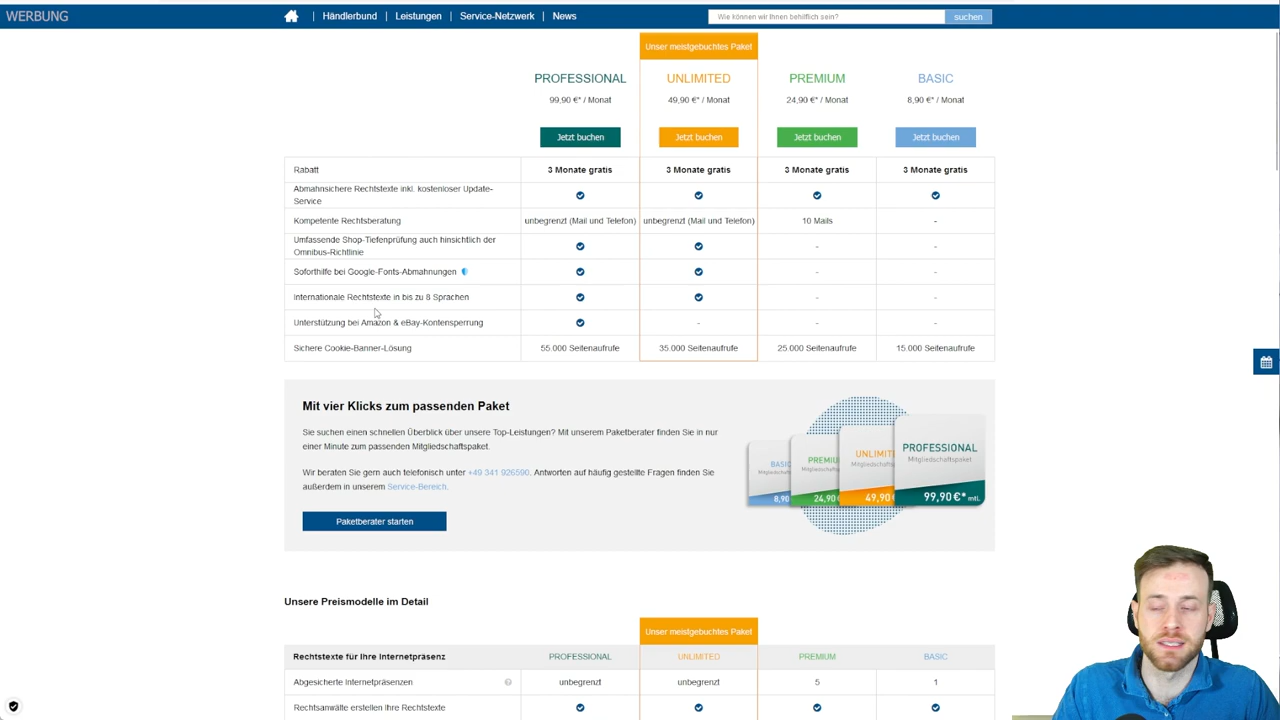 WERBUNG
Händlerbund | Leistungen | Service-Netzwerk | News
Wie können wir Ihnen behilflich sein?
suchen
Unser meistgebuchtes Paket
PROFESSIONAL UNLIMITED PREMIUM BASIC
99,90 €* / Monat 49,90 €* / Monat 24,90 €* / Monat 8,90 €* / Monat
Jetzt buchen Jetzt buchen Jetzt buchen Jetzt buchen
Rabatt 3 Monate gratis 3 Monate gratis 3 Monate gratis 3 Monate gratis
Abmahnsichere Rechtstexte inkl. kostenloser Update-
Service
Kompetente Rechtsberatung unbegrenzt (Mail und Telefon) unbegrenzt (Mail und Telefon) 10 Mails -
Umfassende Shop-Tiefenprüfung auch hinsichtlich der
Omnibus-Richtlinie - -
Soforthilfe bei Google-Fonts-Abmahnungen - -
Internationale Rechtstexte in bis zu 8 Sprachen - -
Unterstützung bei Amazon & eBay-Kontensperrung - - -
Sichere Cookie-Banner-Lösung 55.000 Seitenaufrufe 35.000 Seitenaufrufe 25.000 Seitenaufrufe 15.000 Seitenaufrufe
Mit vier Klicks zum passenden Paket
Sie suchen einen schnellen Überblick über unsere Top-Leistungen? Mit unserem Paketberater finden Sie in nur
einer Minute zum passenden Mitgliedschaftspaket.
Wir beraten Sie gern auch telefonisch unter +49 341 926590. Antworten auf häufig gestellte Fragen finden Sie
außerdem in unserem Service-Bereich.
Paketberater starten
BASIC
8,90
PREMIU
24,90
UNLIMITE
49,90€
PROFESSIONAL
Mitgliedschaftspaket
99,90 €* mtl.
Unsere Preismodelle im Detail
Unser meistgebuchtes Paket
Rechtstexte für Ihre Internetpräsenz PROFESSIONAL UNLIMITED PREMIUM BASIC
Abgesicherte Internetpräsenzen unbegrenzt unbegrenzt 5 1
Rechtsanwälte erstellen Ihre Rechtstexte